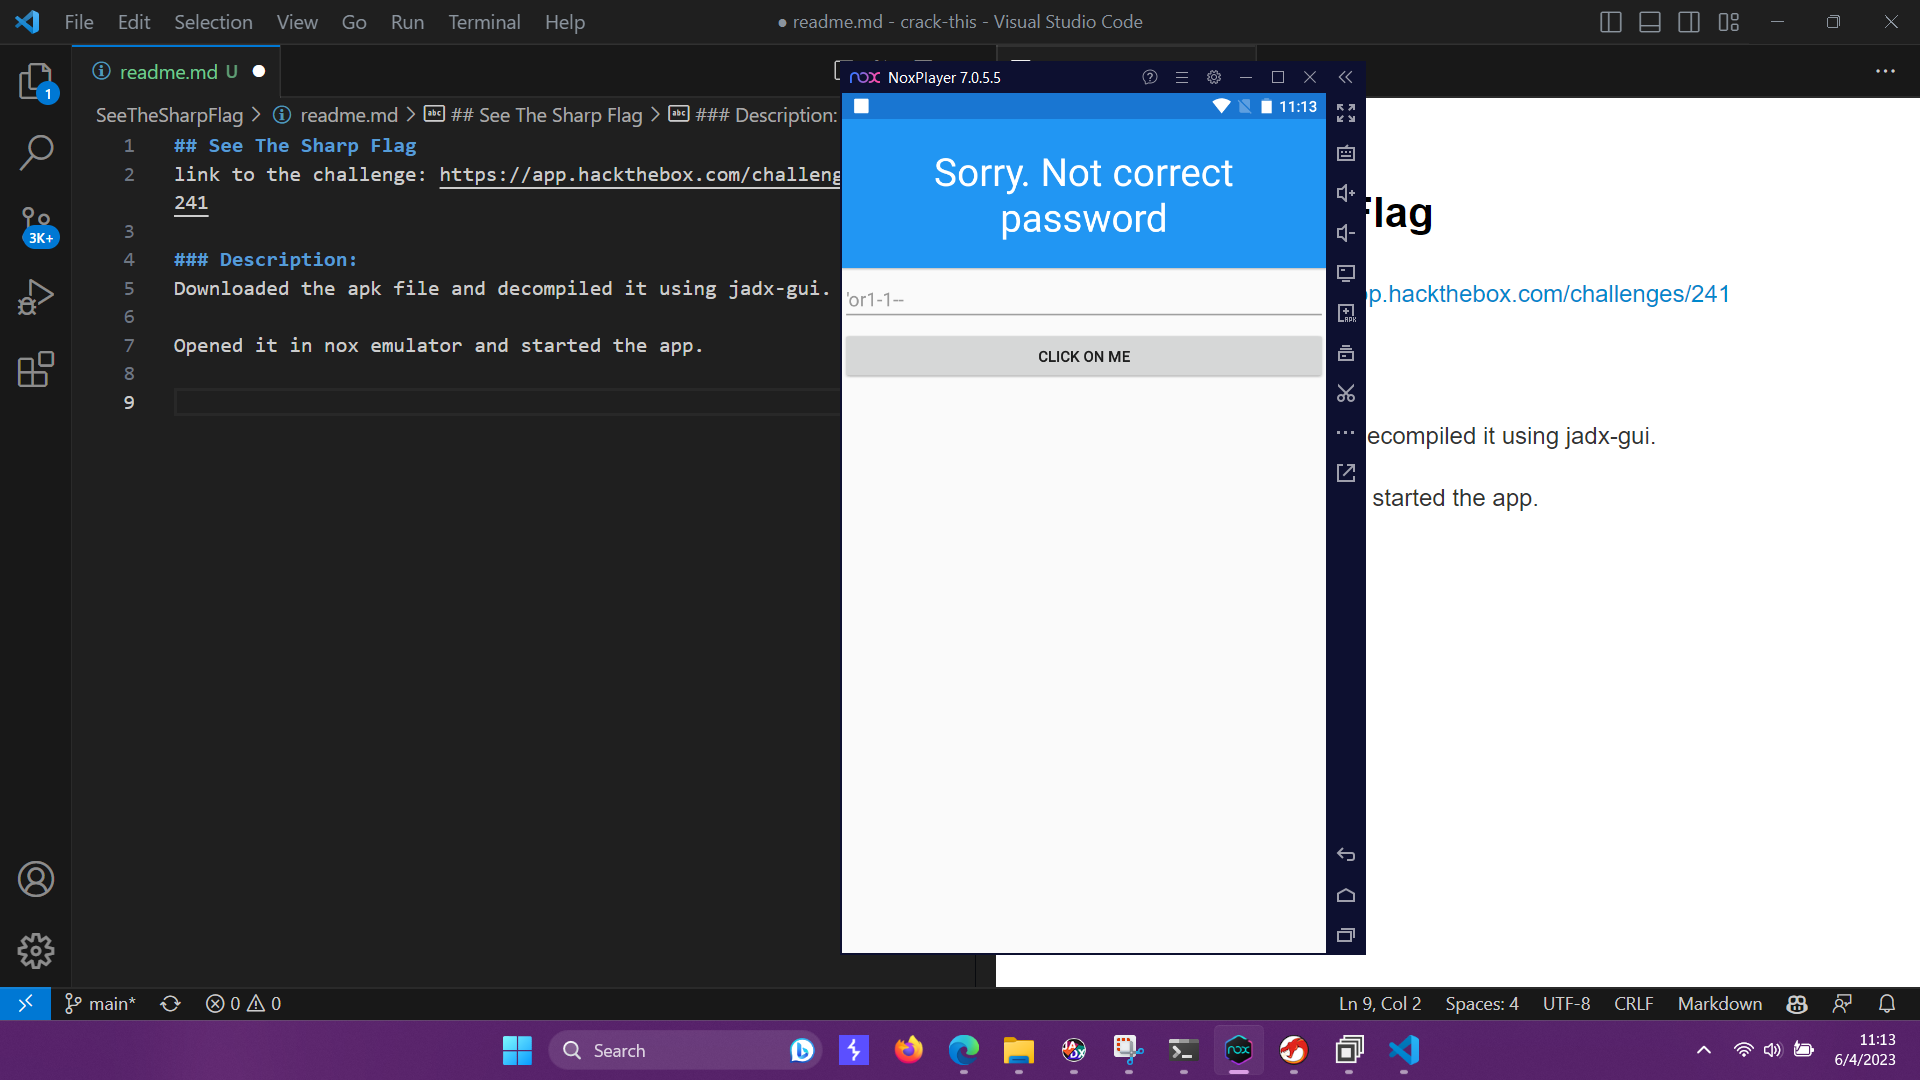 File Edit Selection View Go Run Terminal Help
● readme.md - crack-this - Visual Studio Code
readme.md U
SeeTheSharpFlag > readme.md > ## See The Sharp Flag > ### Description:
1 ## See The Sharp Flag
2 link to the challenge: https://app.hackthebox.com/challeng
241
3
4 ### Description:
5 Downloaded the apk file and decompiled it using jadx-gui.
6
7 Opened it in nox emulator and started the app.
8
9
1
3K+
nox NoxPlayer 7.0.5.5
11:13
Sorry. Not correct
password
'or1-1--
CLICK ON ME
APK
Flag
p.hackthebox.com/challenges/241
ecompiled it using jadx-gui.
started the app.
main* 0 0
Ln 9, Col 2 Spaces: 4 UTF-8 CRLF Markdown
Search
nox
11:13
6/4/2023